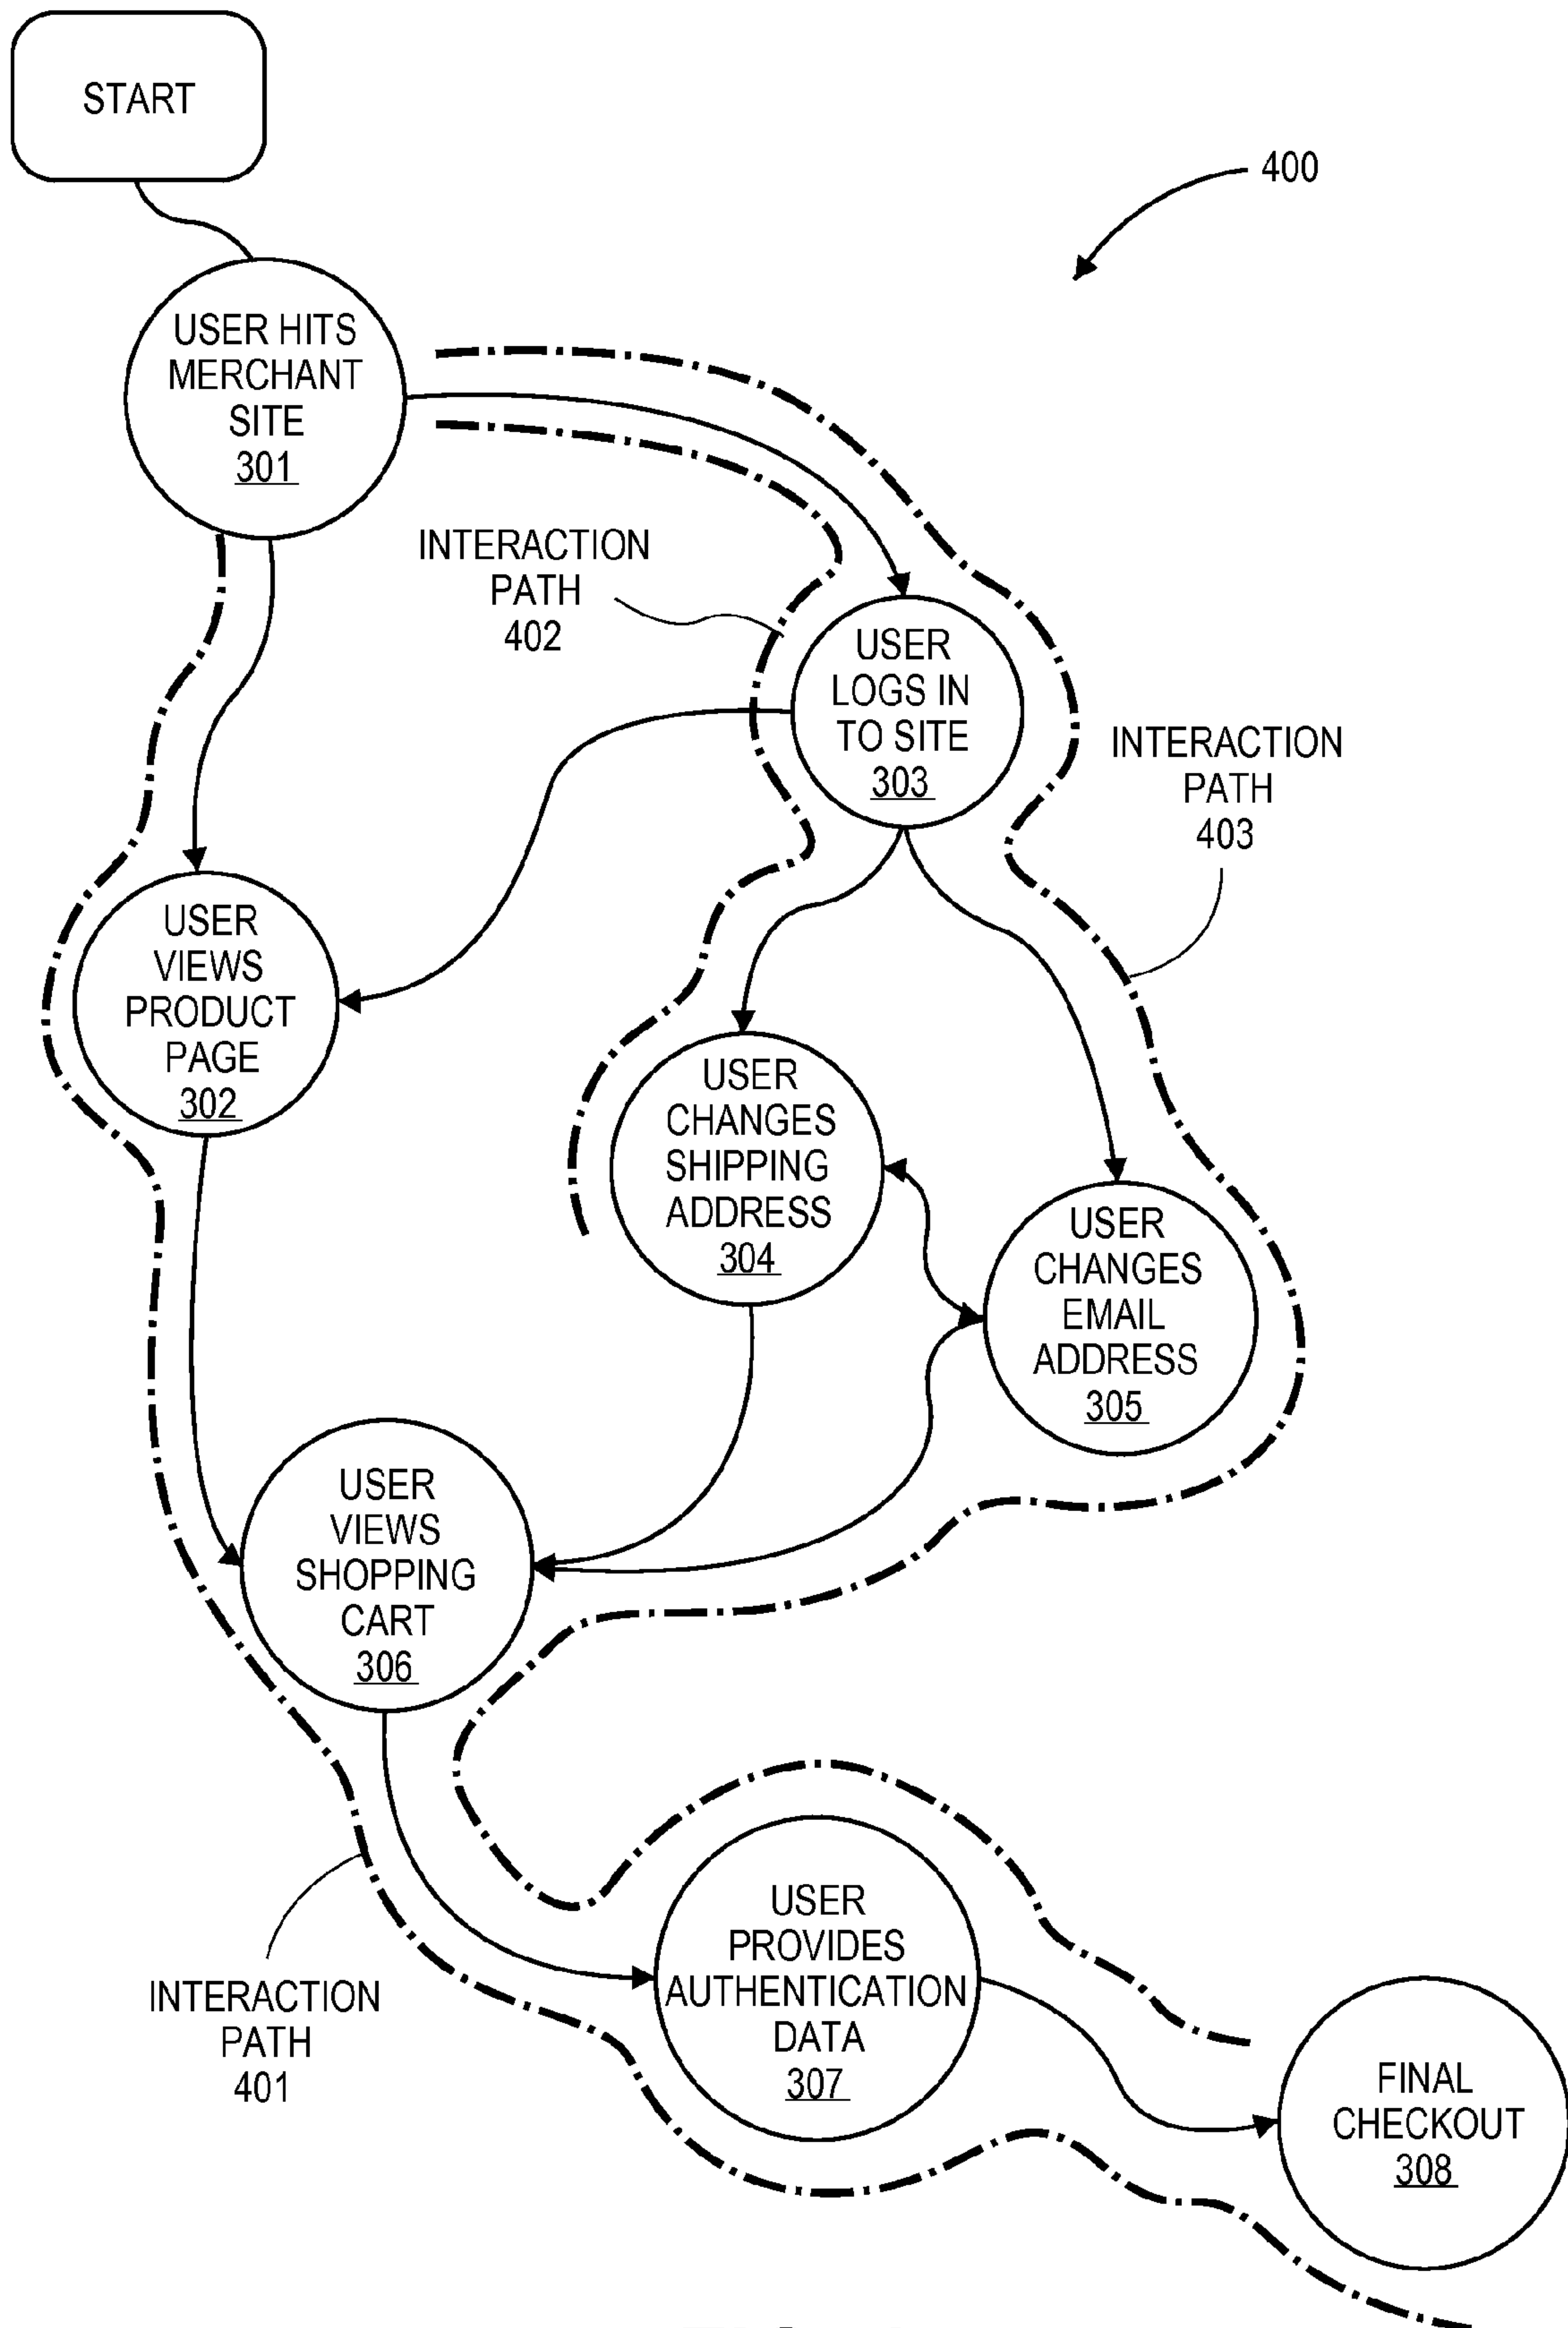 START
400
USER HITS
MERCHANT
SITE
301
INTERACTION
PATH
402
USER
LOGS IN
TO SITE
303
INTERACTION
PATH
403
USER
VIEWS
PRODUCT
PAGE
302
USER
CHANGES
SHIPPING
ADDRESS
304
USER
CHANGES
EMAIL
ADDRESS
305
USER
VIEWS
SHOPPING
CART
306
USER
PROVIDES
AUTHENTICATION
DATA
307
INTERACTION
PATH
401
FINAL
CHECKOUT
308